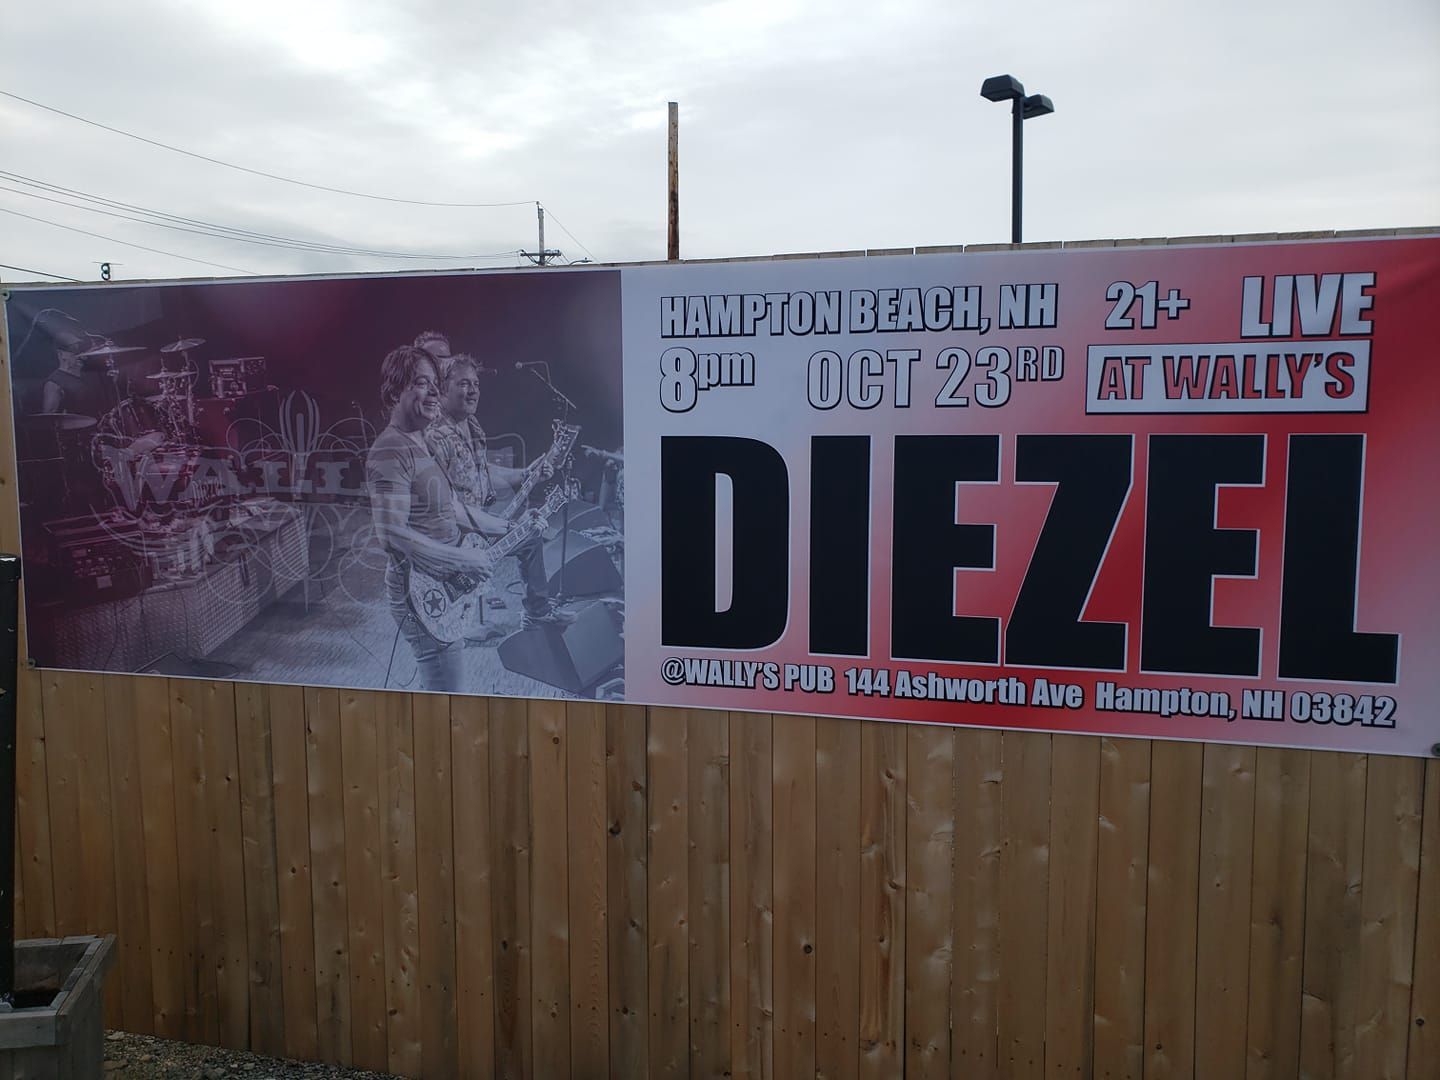 HAMPTON BEACH, NH 21+ LIVE
8pm OCT 23RD AT WALLY'S
DIEZEL
@WALLY'S PUB 144 Ashworth Ave Hampton, NH 03842